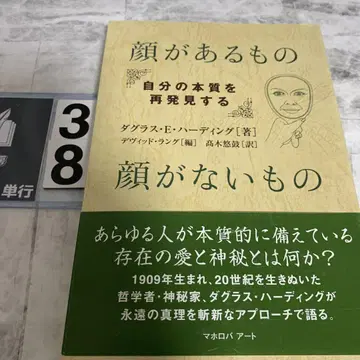 顔があるもの
自分の本質を
再発見する
ダグラス・E・ハーディング[著]
デヴィッド・ラング[編] 髙木悠鼓[訳]
顔がないもの
あらゆる人が本質的に備えている
存在の愛と神秘とは何か?
1909年生まれ、20世紀を生きぬいた
哲学者・神秘家、ダグラス・ハーディングが
永遠の真理を斬新なアプローチで語る。
マホロバ アート
38
単行